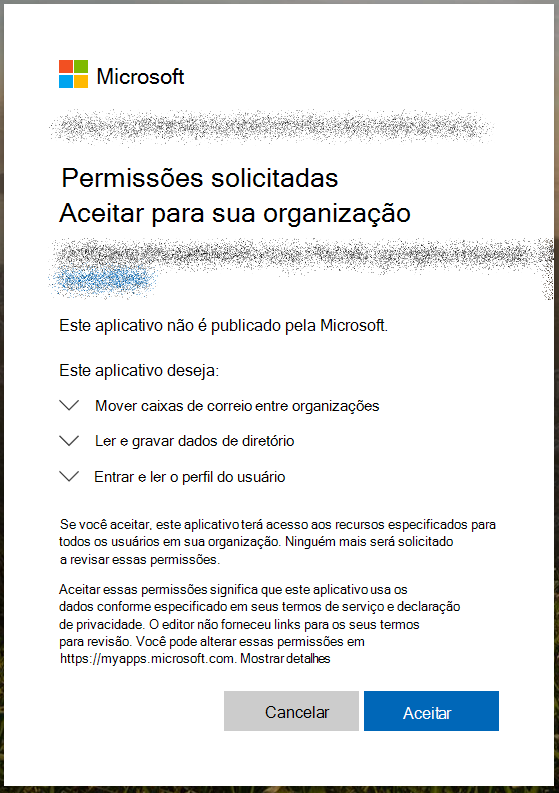 Microsoft
Permissões solicitadas
Aceitar para sua organização
Este aplicativo não é publicado pela Microsoft.
Este aplicativo deseja:
Mover caixas de correio entre organizações
Ler e gravar dados de diretório
Entrar e ler o perfil do usuário
Se você aceitar, este aplicativo terá acesso aos recursos especificados para
todos os usuários em sua organização. Ninguém mais será solicitado
a revisar essas permissões.
Aceitar essas permissões significa que este aplicativo usa os
dados conforme especificado em seus termos de serviço e declaração
de privacidade. O editor não forneceu links para os seus termos
para revisão. Você pode alterar essas permissões em
https://myapps.microsoft.com. Mostrar detalhes
Cancelar Aceitar